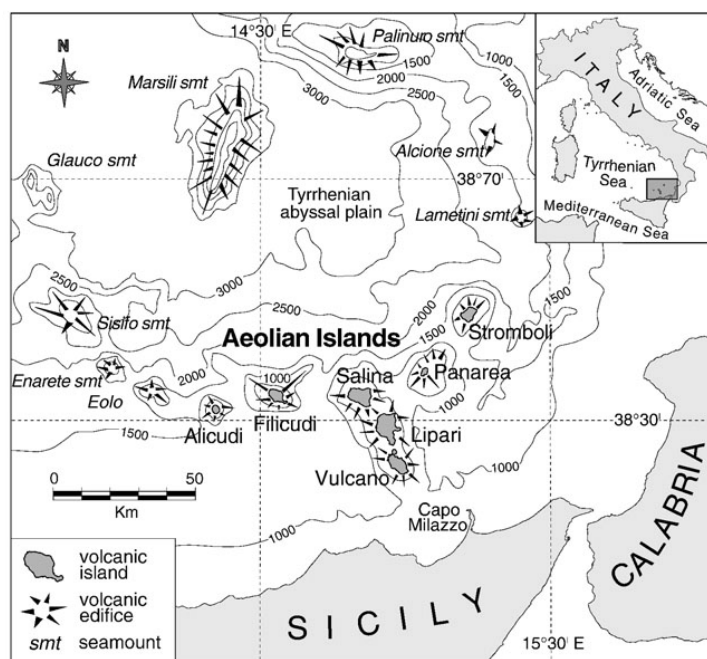 14°30' E
N
Palinuro smt
1000
1500
1500
2000
2500
3000
Marsili smt
ITALY
Adriatic Sea
Tyrrhenian
Sea
Mediterranean Sea
Glauco smt
Alcione smt
38°70'
Tyrrhenian
abyssal plain
Lametini smt
2500
3000
2500
2000
1500
1500
Sisifo smt
Aeolian Islands
Stromboli
Enarete smt
2000
1000
Salina
Panarea
Eolo
1000
1500
Alicudi
Filicudi
Lipari
38°30'
0
50
Km
Vulcano
1000
1000
Capo
Milazzo
CALABRIA
volcanic
island
volcanic
edifice
smt seamount
SICILY
15°30' E